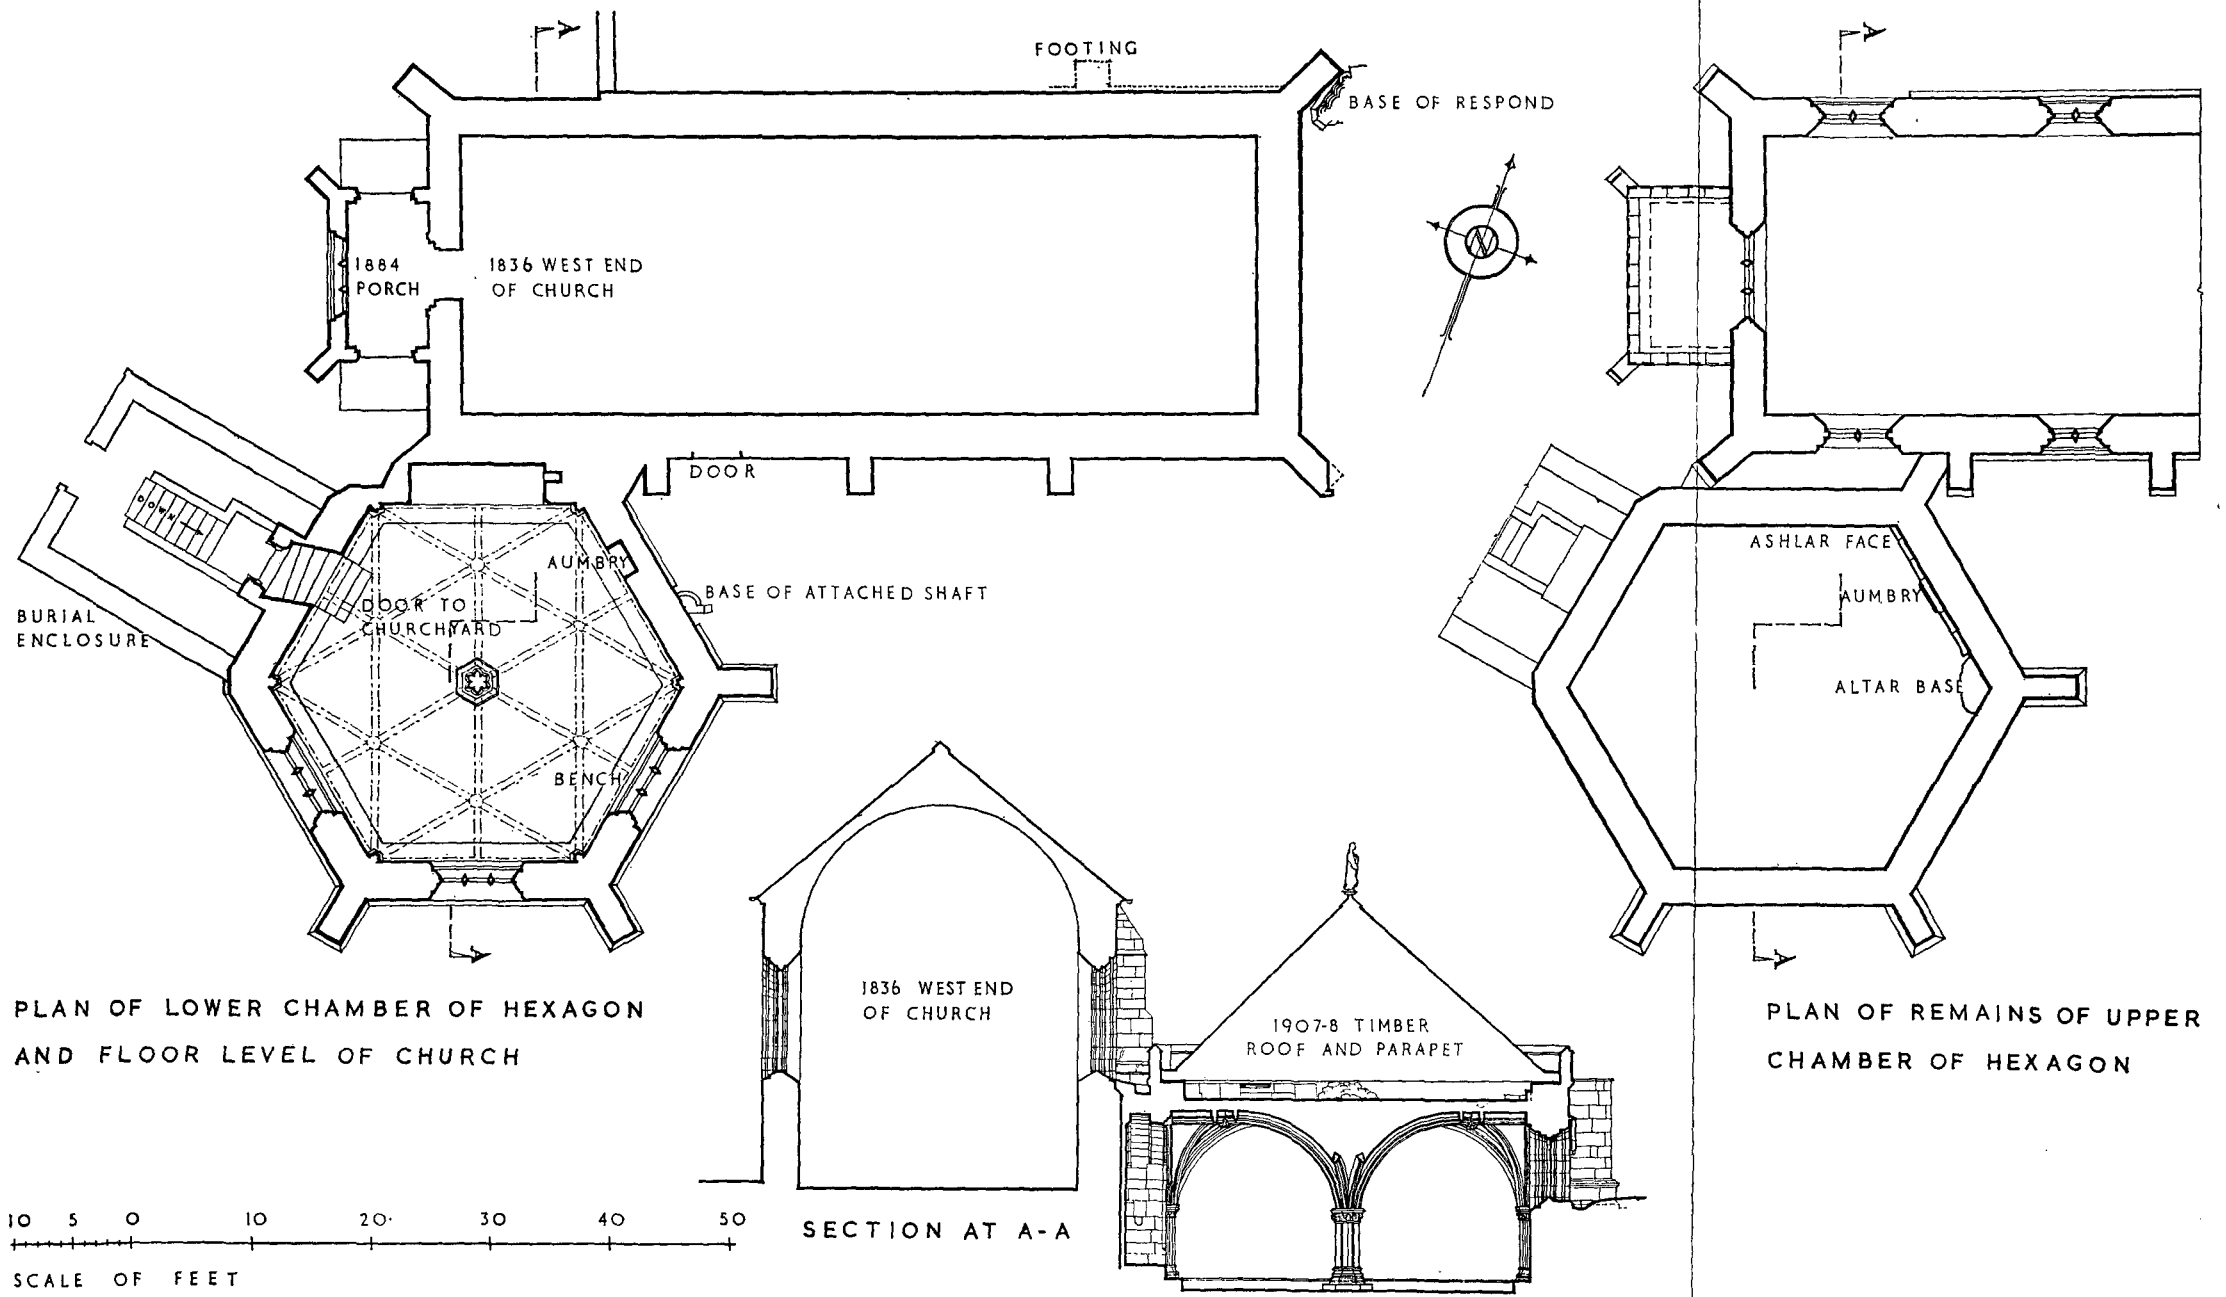 A
A
FOOTING
BASE OF RESPOND
N
1884
PORCH
1836 WEST END
OF CHURCH
DOOR
DOWN
AUMBRY
BASE OF ATTACHED SHAFT
DOOR TO
CHURCHYARD
BURIAL
ENCLOSURE
BENCH
A
ASHLAR FACE
AUMBRY
ALTAR BASE
A
PLAN OF LOWER CHAMBER OF HEXAGON
AND FLOOR LEVEL OF CHURCH
1836 WEST END
OF CHURCH
1907-8 TIMBER
ROOF AND PARAPET
PLAN OF REMAINS OF UPPER
CHAMBER OF HEXAGON
SECTION AT A-A
10 5 0 10 20 30 40 50
SCALE OF FEET